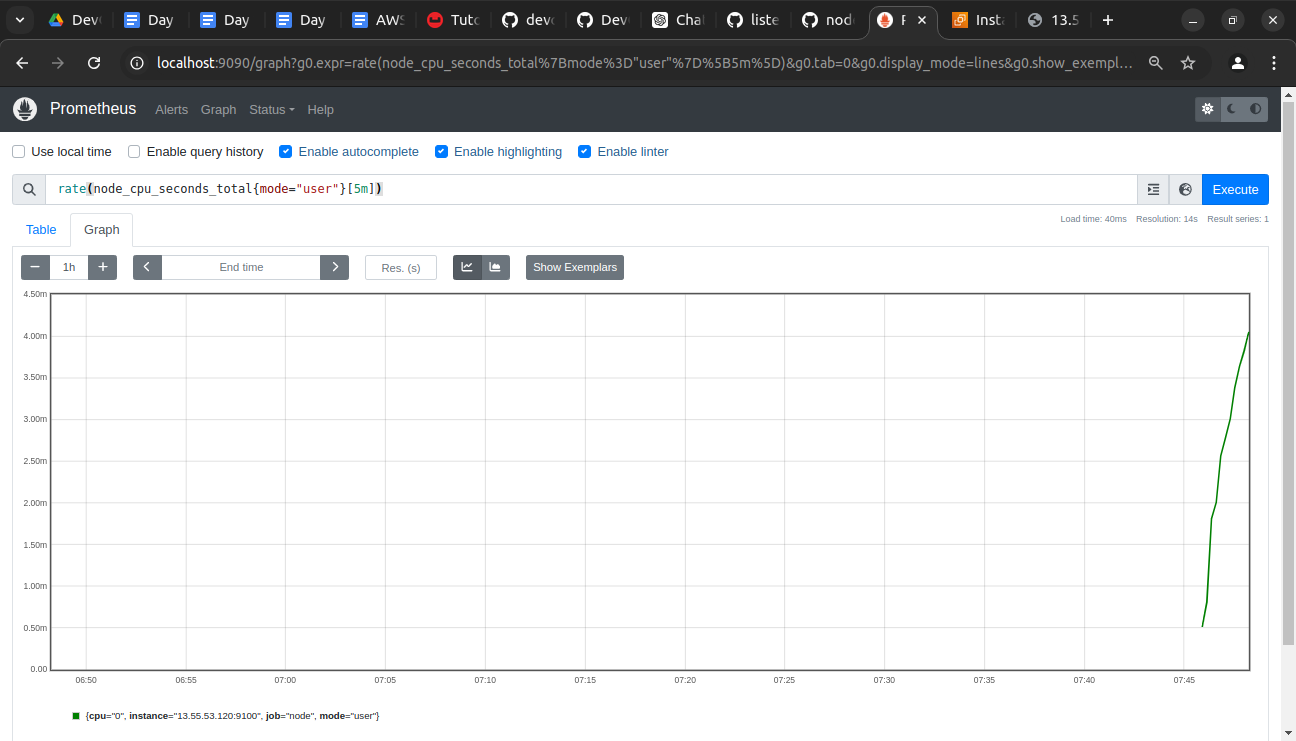 Dev Day Day Day AWS Tuto devo Dev Chat liste node P Insta 13.5
localhost:9090/graph?g0.expr=rate(node_cpu_seconds_total%7Bmode%3D"user"%7D%5B5m%5D)&g0.tab=0&g0.display_mode=lines&g0.show_exempl...
Prometheus Alerts Graph Status Help
Use local time Enable query history Enable autocomplete Enable highlighting Enable linter
rate(node_cpu_seconds_total{mode="user"}[5m]) Execute
Load time: 40ms Resolution: 14s Result series: 1
Table Graph
1h End time Res. (s) Show Exemplars
4.50m
4.00m
3.50m
3.00m
2.50m
2.00m
1.50m
1.00m
0.50m
0.00
06:50 06:55 07:00 07:05 07:10 07:15 07:20 07:25 07:30 07:35 07:40 07:45
{cpu="0", instance="13.55.53.120:9100", job="node", mode="user"}